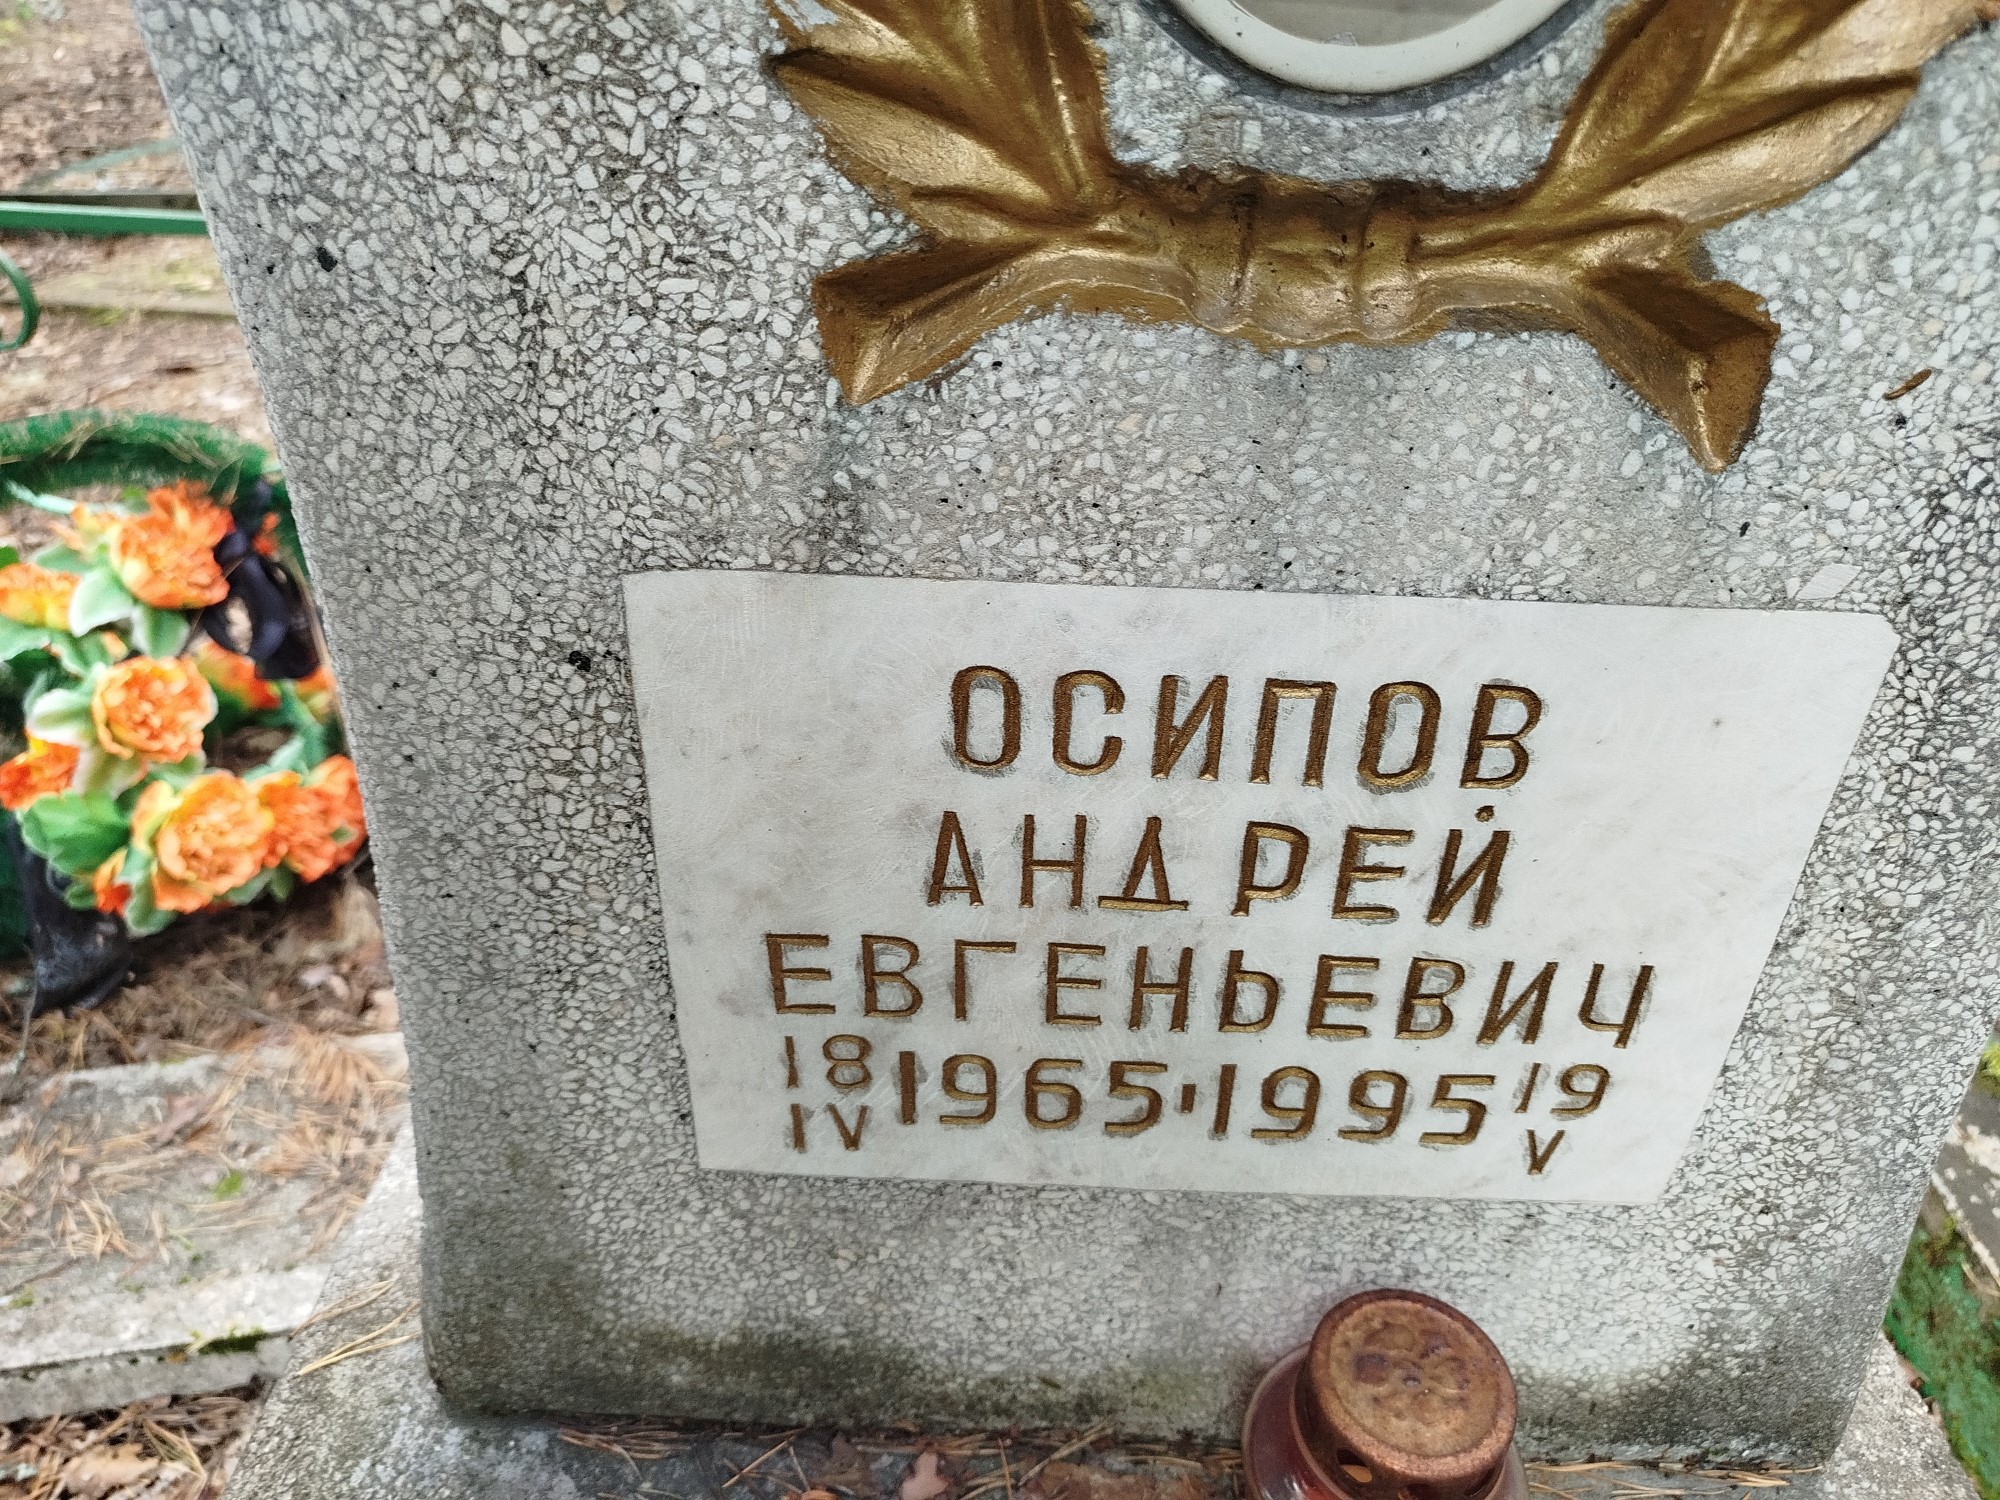 ОСИПОВ
АНДРЕЙ
ЕВГЕНЬЕВИЧ
18 IV 1965-1995 19 V